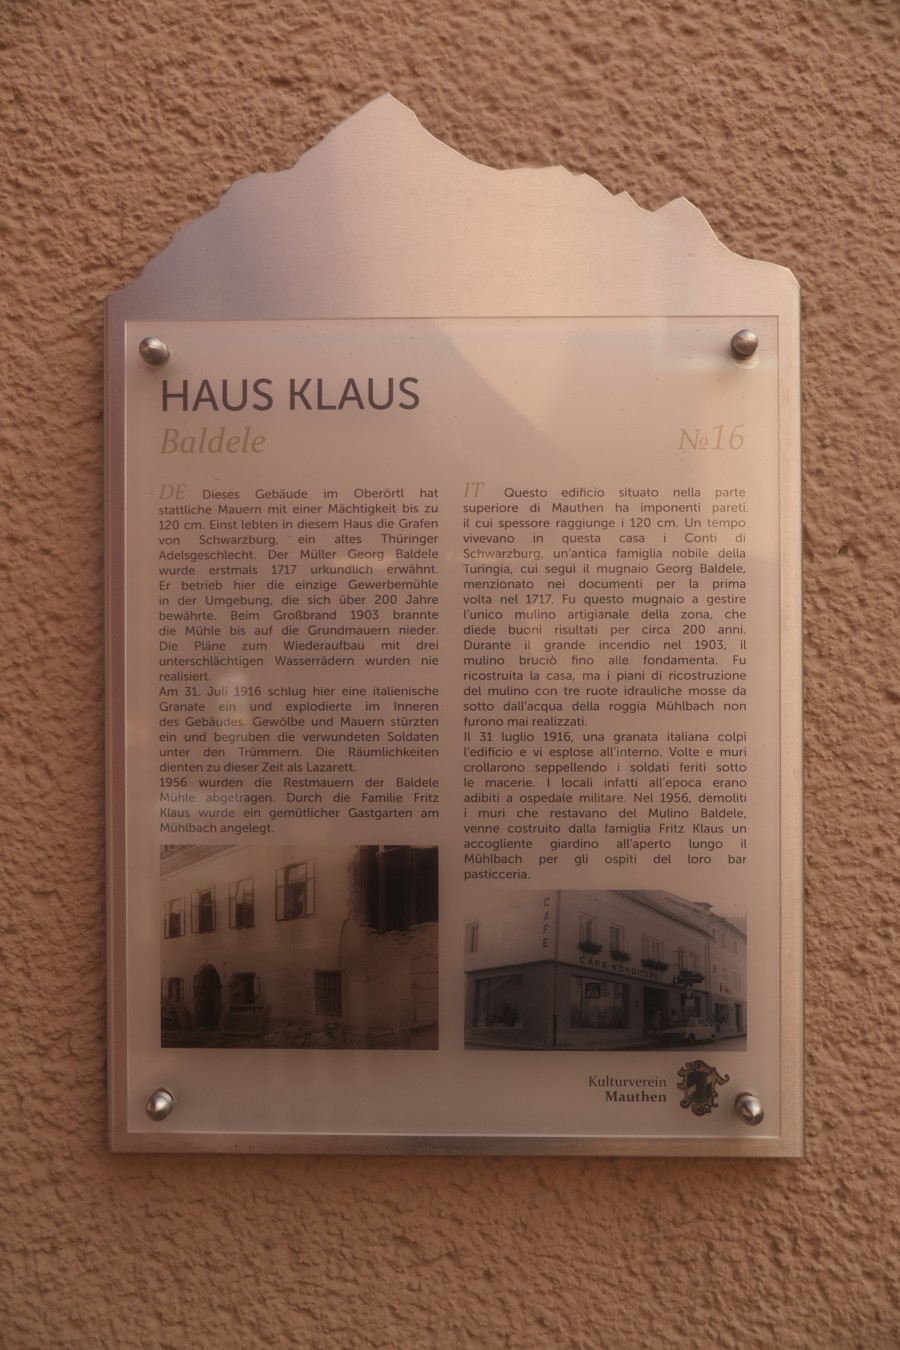 HAUS KLAUS
Baldele
№16
DE Dieses Gebäude im Oberörtl hat
stattliche Mauern mit einer Mächtigkeit bis zu
120 cm. Einst lebten in diesem Haus die Grafen
von Schwarzburg, ein altes Thüringer
Adelsgeschlecht. Der Müller Georg Baldele
wurde erstmals 1717 urkundlich erwähnt.
Er betrieb hier die einzige Gewerbemühle
in der Umgebung, die sich über 200 Jahre
bewährte. Beim Großbrand 1903 brannte
die Mühle bis auf die Grundmauern nieder.
Die Pläne zum Wiederaufbau mit drei
unterschlächtigen Wasserrädern wurden nie
realisiert.
Am 31. Juli 1916 schlug hier eine italienische
Granate ein und explodierte im Inneren
des Gebäudes. Gewölbe und Mauern stürzten
ein und begruben die verwundeten Soldaten
unter den Trümmern. Die Räumlichkeiten
dienten zu dieser Zeit als Lazarett.
1956 wurden die Restmauern der Baldele
Mühle abgetragen. Durch die Familie Fritz
Klaus wurde ein gemütlicher Gastgarten am
Mühlbach angelegt.
IT Questo edificio situato nella parte
superiore di Mauthen ha imponenti pareti
il cui spessore raggiunge i 120 cm. Un tempo
vivevano in questa casa i Conti di
Schwarzburg, un'antica famiglia nobile della
Turingia, cui seguì il mugnaio Georg Baldele,
menzionato nei documenti per la prima
volta nel 1717. Fu questo mugnaio a gestire
l'unico mulino artigianale della zona, che
diede buoni risultati per circa 200 anni.
Durante il grande incendio nel 1903, il
mulino bruciò fino alle fondamenta. Fu
ricostruita la casa, ma i piani di ricostruzione
del mulino con tre ruote idrauliche mosse da
sotto dall'acqua della roggia Mühlbach non
furono mai realizzati.
Il 31 luglio 1916, una granata italiana colpì
l'edificio e vi esplose all'interno. Volte e muri
crollarono seppellendo i soldati feriti sotto
le macerie. I locali infatti all'epoca erano
adibiti a ospedale militare. Nel 1956, demoliti
i muri che restavano del Mulino Baldele,
venne costruito dalla famiglia Fritz Klaus un
accogliente giardino all'aperto lungo il
Mühlbach per gli ospiti del loro bar
pasticceria.
CAFE
CAFE KONDITOREI
Kulturverein
Mauthen